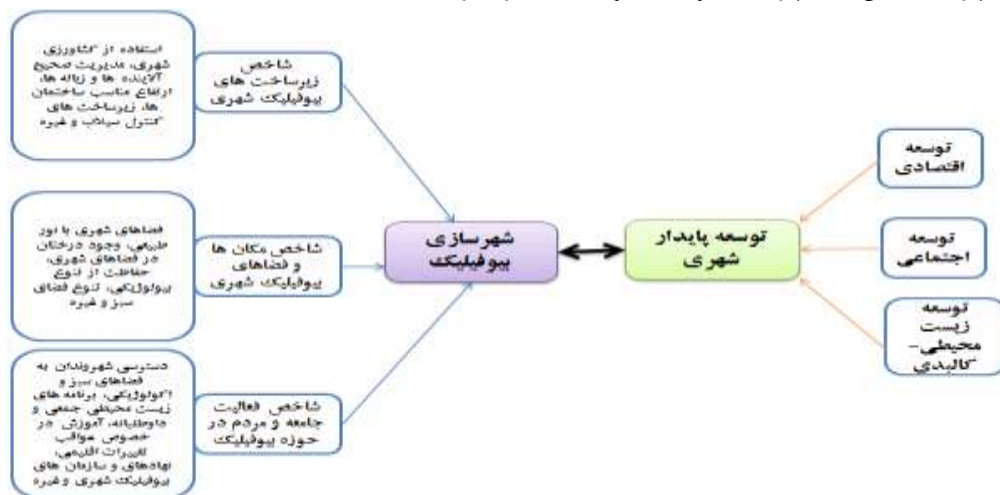 توسعه
اقتصادی
توسعه
اجتماعی
توسعه
زیست
محیطی-
کالبدی
توسعه پایدار
شهری
شهرسازی
بیوفیلیک
شاخص
زیرساخت های
بیوفیلیک شهری
استفاده از کشاورزی
شهری، مدیریت صحیح
آلاینده ها و زباله ها،
ارتفاع مناسب ساختمان
ها، زیرساخت های
کنترل سیلاب و غیره
شاخص مکان ها
و فضاهای
بیوفیلیک شهری
فضاهای شهری با نور
طبیعی، وجود درختان
در فضاهای شهری،
حفاظت از تنوع
بیولوژیکی، تنوع فضای
سبز و غیره
شاخص فعالیت
جامعه و مردم در
حوزه بیوفیلیک
دسترسی شهروندان به
فضاهای سبز و
اکولوژیکی، برنامه های
زیست محیطی جمعی و
داوطلبانه، آموزش در
خصوص عواقب
تغییرات اقلیمی،
نهادهای و سازمان های
بیوفیلیک شهری و غیره